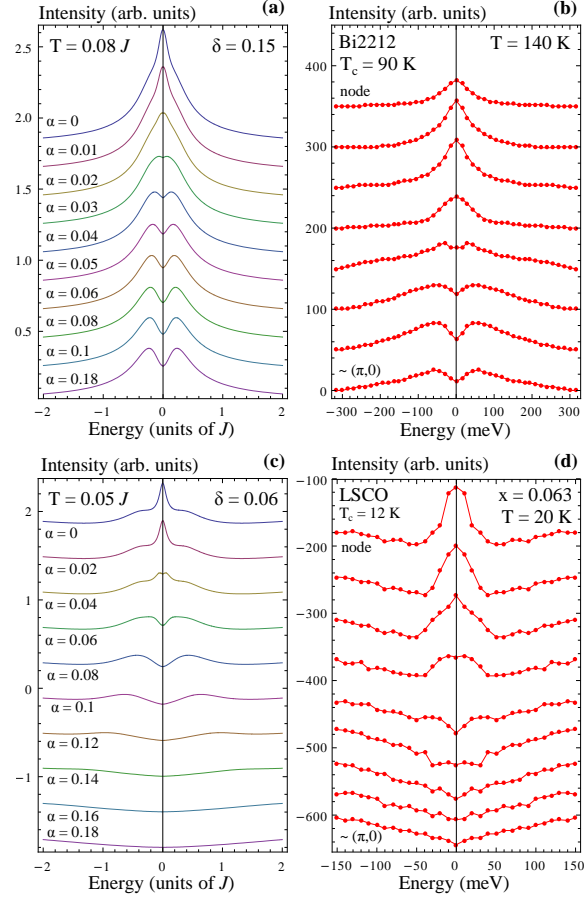 Intensity (arb. units) (a)
T = 0.08 J δ = 0.15
2.5
2.0
1.5
1.0
0.5
α = 0
α = 0.01
α = 0.02
α = 0.03
α = 0.04
α = 0.05
α = 0.06
α = 0.08
α = 0.1
α = 0.18
−2 −1 0 1 2
Energy (units of J)
Intensity (arb. units) (b)
Bi2212 T = 140 K
T_c = 90 K
node
400
300
200
100
0
~ (π,0)
−300 −200 −100 0 100 200 300
Energy (meV)
Intensity (arb. units) (c)
T = 0.05 J δ = 0.06
2
1
0
−1
α = 0
α = 0.02
α = 0.04
α = 0.06
α = 0.08
α = 0.1
α = 0.12
α = 0.14
α = 0.16
α = 0.18
−2 −1 0 1 2
Energy (units of J)
Intensity (arb. units) (d)
LSCO x = 0.063
T_c = 12 K T = 20 K
node
−100
−200
−300
−400
−500
−600
~ (π,0)
−150 −100 −50 0 50 100 150
Energy (meV)